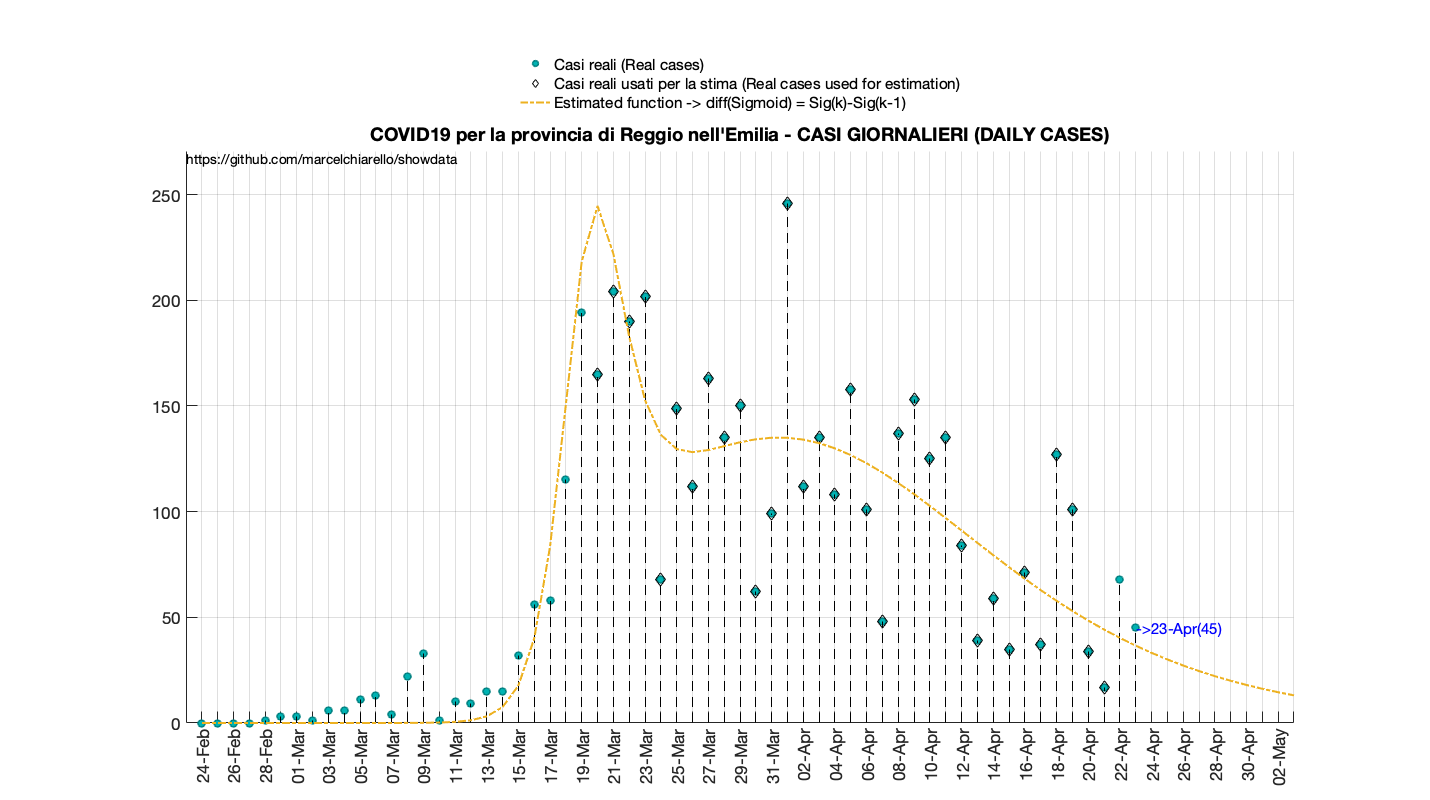 Casi reali (Real cases)
Casi reali usati per la stima (Real cases used for estimation)
Estimated function -> diff(Sigmoid) = Sig(k)-Sig(k-1)
COVID19 per la provincia di Reggio nell'Emilia - CASI GIORNALIERI (DAILY CASES)
https://github.com/marcelchiarello/showdata
250
200
150
100
50
0
->23-Apr(45)
24-Feb
26-Feb
28-Feb
01-Mar
03-Mar
05-Mar
07-Mar
09-Mar
11-Mar
13-Mar
15-Mar
17-Mar
19-Mar
21-Mar
23-Mar
25-Mar
27-Mar
29-Mar
31-Mar
02-Apr
04-Apr
06-Apr
08-Apr
10-Apr
12-Apr
14-Apr
16-Apr
18-Apr
20-Apr
22-Apr
24-Apr
26-Apr
28-Apr
30-Apr
02-May